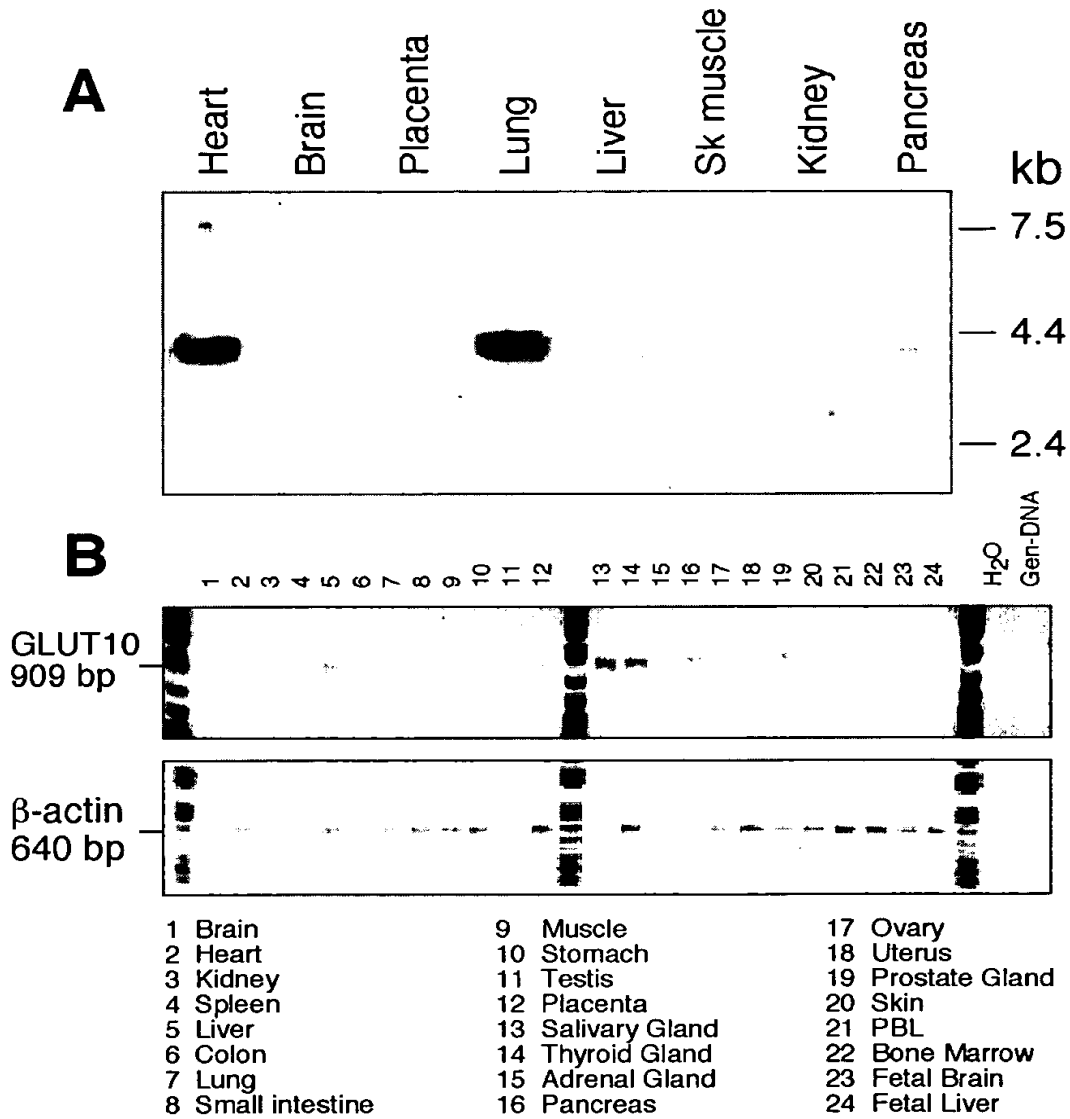 A
Heart Brain Placenta Lung Liver Sk muscle Kidney Pancreas
kb
7.5
4.4
2.4
B
1 2 3 4 5 6 7 8 9 10 11 12 13 14 15 16 17 18 19 20 21 22 23 24 H₂O Gen-DNA
GLUT10
909 bp
β-actin
640 bp
1 Brain
2 Heart
3 Kidney
4 Spleen
5 Liver
6 Colon
7 Lung
8 Small intestine
9 Muscle
10 Stomach
11 Testis
12 Placenta
13 Salivary Gland
14 Thyroid Gland
15 Adrenal Gland
16 Pancreas
17 Ovary
18 Uterus
19 Prostate Gland
20 Skin
21 PBL
22 Bone Marrow
23 Fetal Brain
24 Fetal Liver